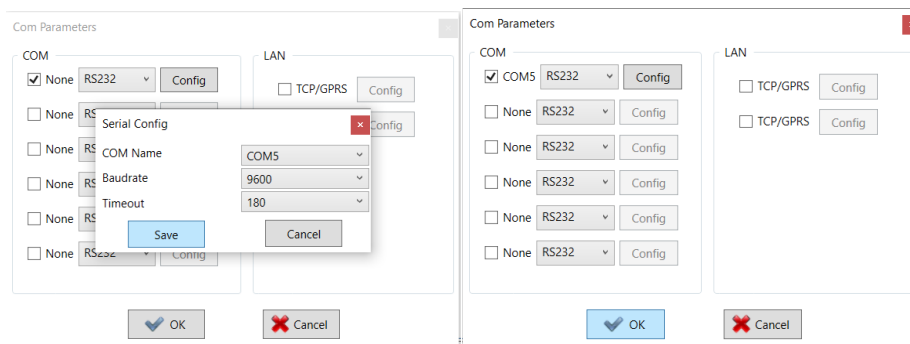 Com Parameters
COM
None RS232 Config
None RS
None RS
None RS
None RS
None RS232 Config
LAN
TCP/GPRS Config
Config
Serial Config
COM Name COM5
Baudrate 9600
Timeout 180
Save Cancel
OK Cancel
Com Parameters
COM
COM5 RS232 Config
None RS232 Config
None RS232 Config
None RS232 Config
None RS232 Config
None RS232 Config
LAN
TCP/GPRS Config
TCP/GPRS Config
OK Cancel